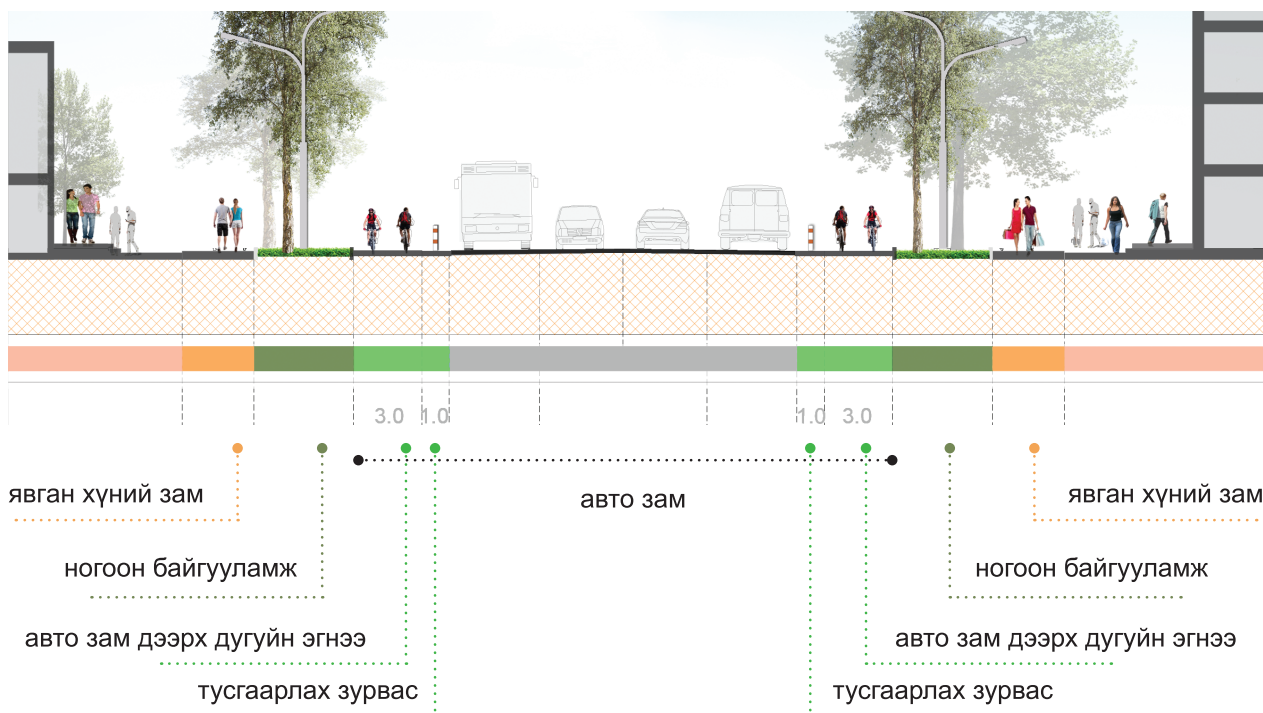 3.0 1.0 1.0 3.0
авто зам
явган хүний зам явган хүний зам
ногоон байгууламж ногоон байгууламж
авто зам дээрх дугуйн эгнээ авто зам дээрх дугуйн эгнээ
тусгаарлах зурвас тусгаарлах зурвас